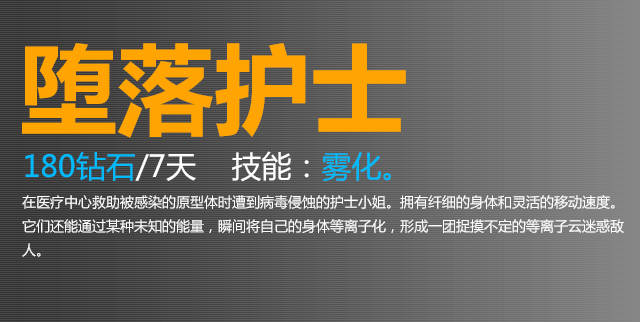 堕落护士
180钻石/7天 技能：雾化。
在医疗中心救助被感染的原型体时遭到病毒侵蚀的护士小姐。拥有纤细的身体和灵活的移动速度。
它们还能通过某种未知的能量，瞬间将自己的身体等离子化，形成一团捉摸不定的等离子云迷惑敌
人。